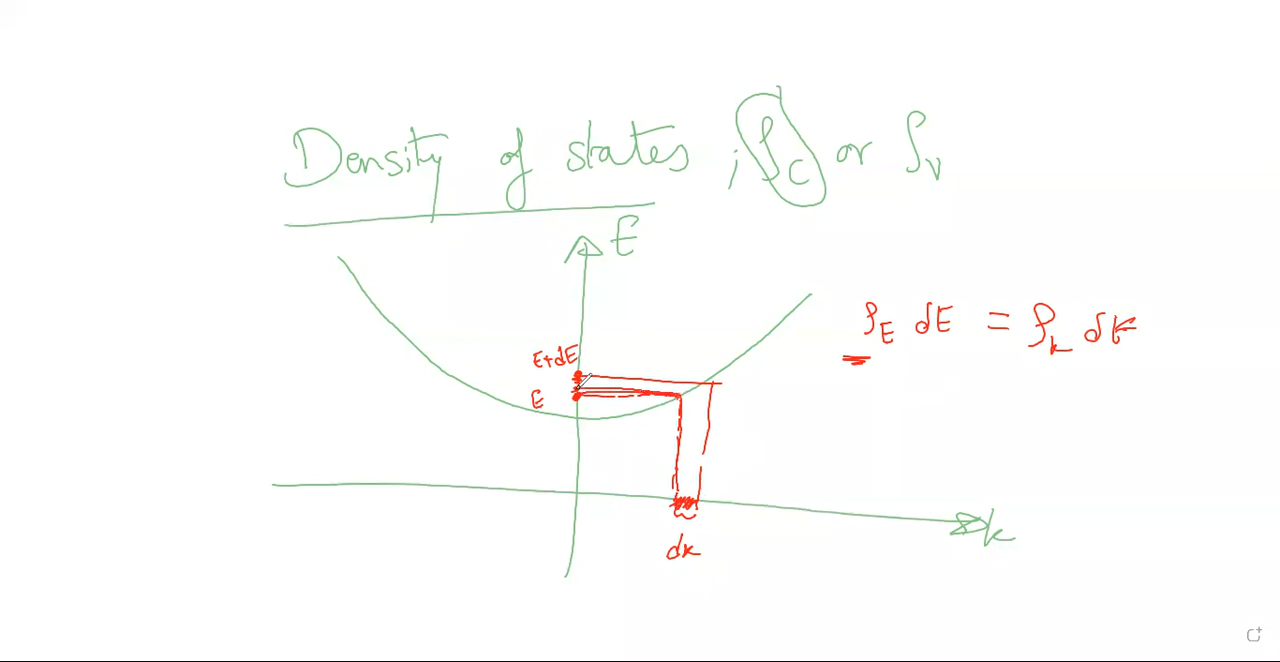 Density of states ; ρc or ρv
E
ρE dE = ρk dk
E+dE
E
k
dk